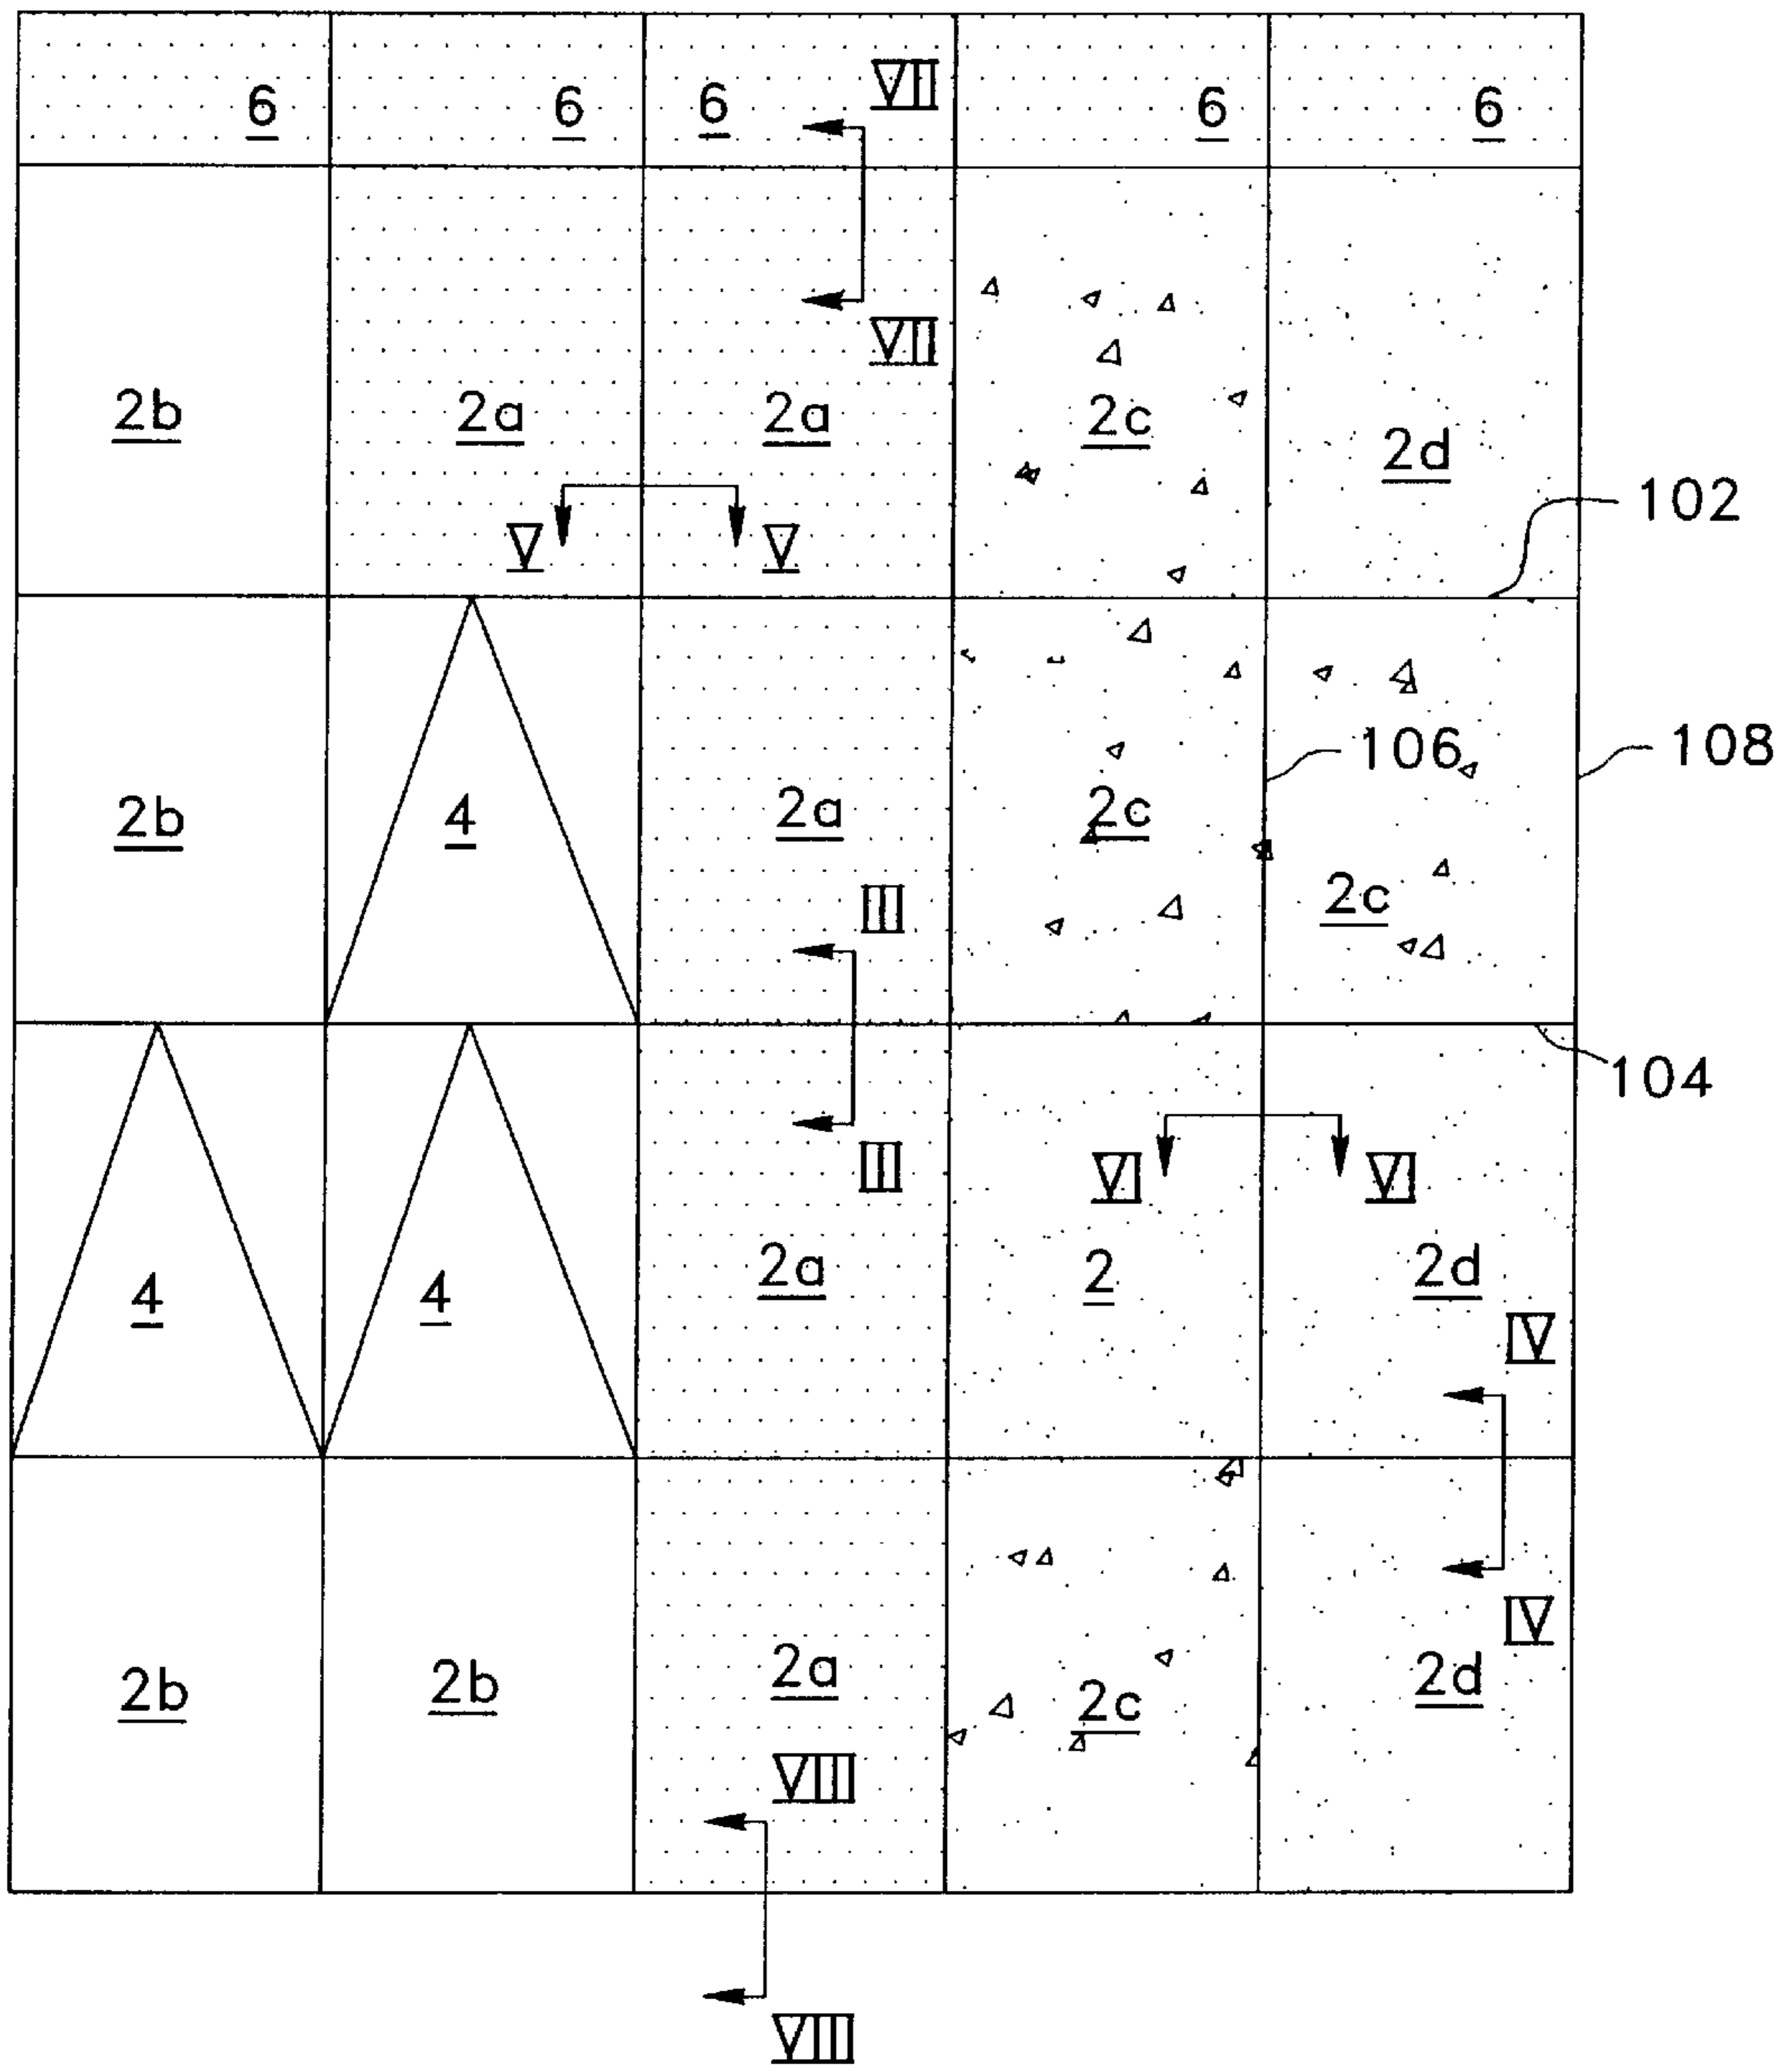 VII
6 6 6 6 6
VII
2b 2a 2a 2c 2d
102
V V
106 108
2b 4 2a 2c
2c
III
104
III
VI VI
4 4 2a 2 2d
IV
IV
2b 2b 2a 2c 2d
VIII
VIII